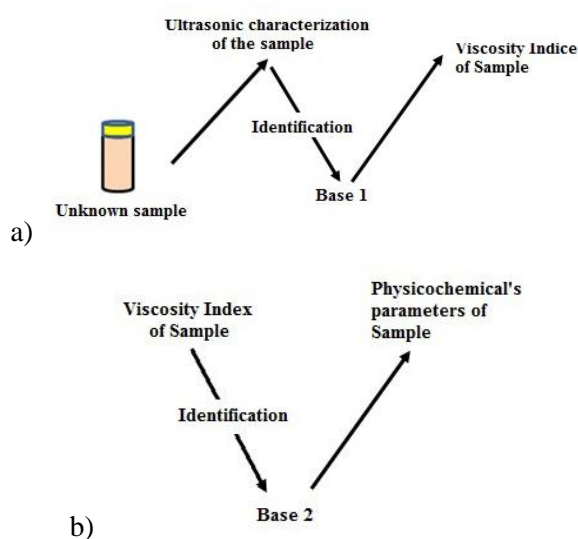 Ultrasonic characterization
of the sample
Viscosity Indice
of Sample
Identification
Base 1
Unknown sample
a)
Viscosity Index
of Sample
Physicochemical's
parameters of
Sample
Identification
Base 2
b)